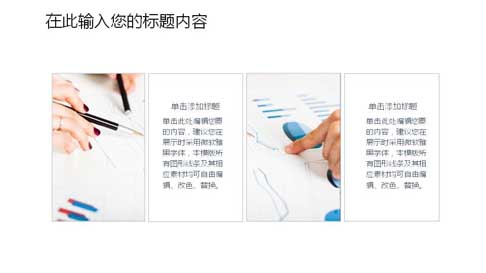 在此输入您的标题内容
单击添加标题
单击此处编辑您要
的内容，建议您在
展示时采用微软雅
黑字体，本模版所
有图形线条及其相
应素材均可自由编
辑、改色、替换。
单击添加标题
单击此处编辑您要
的内容，建议您在
展示时采用微软雅
黑字体，本模版所
有图形线条及其相
应素材均可自由编
辑、改色、替换。